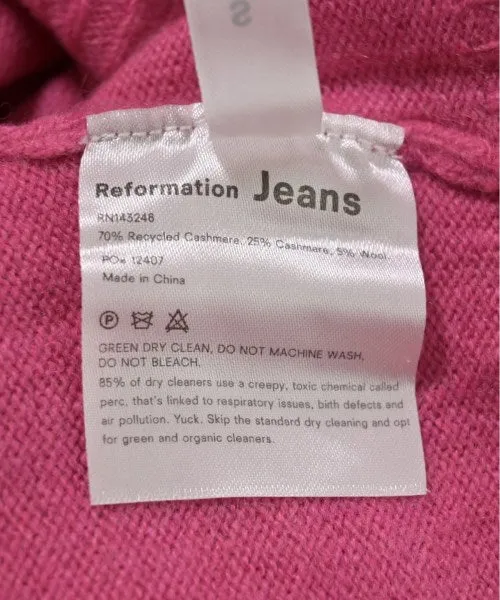 S
Reformation Jeans
RN143248
70% Recycled Cashmere, 25% Cashmere, 5% Wool.
PO# 12407
Made in China
P
GREEN DRY CLEAN, DO NOT MACHINE WASH,
DO NOT BLEACH.
85% of dry cleaners use a creepy, toxic chemical called
perc, that's linked to respiratory issues, birth defects and
air pollution. Yuck. Skip the standard dry cleaning and opt
for green and organic cleaners.